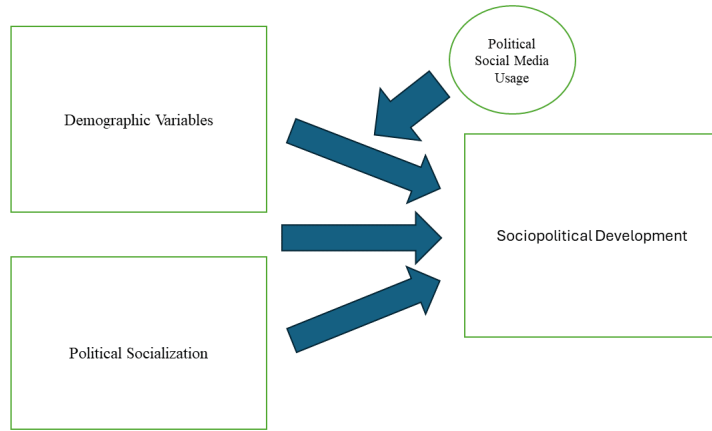 Political
Social Media
Usage
Demographic Variables
Sociopolitical Development
Political Socialization